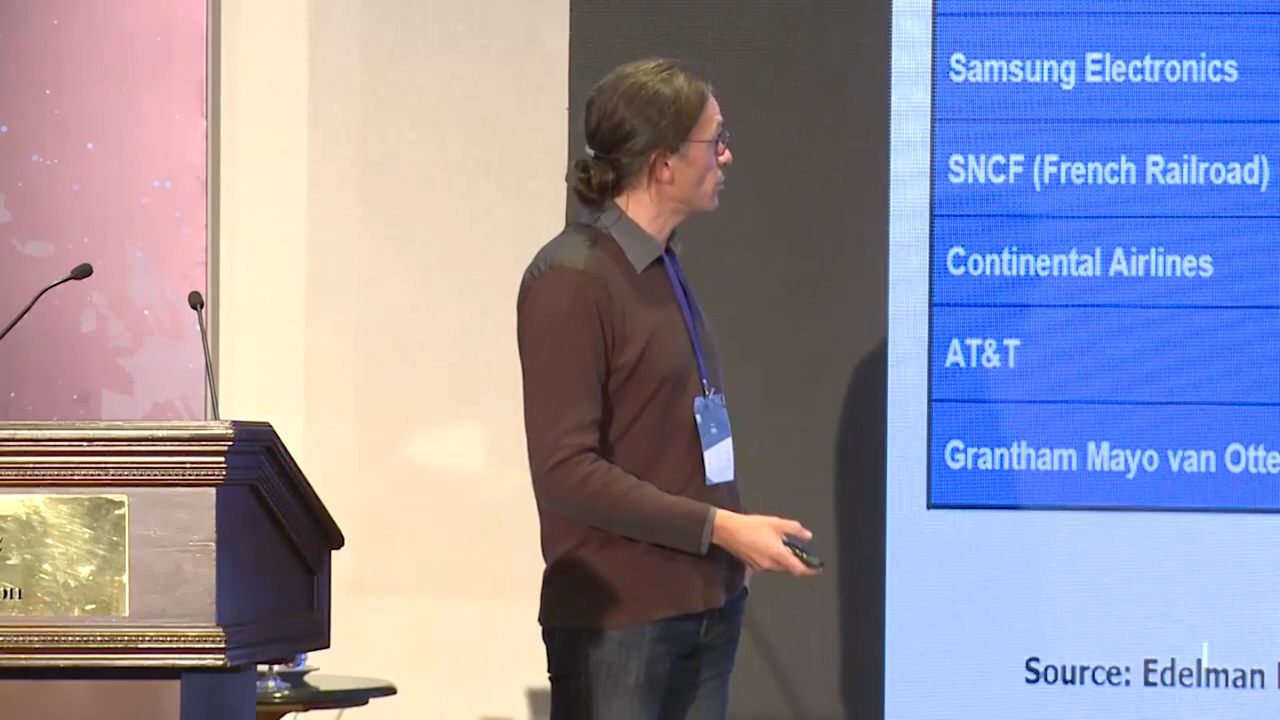 Samsung Electronics
SNCF (French Railroad)
Continental Airlines
AT&T
Grantham Mayo van Otte
Source: Edelman